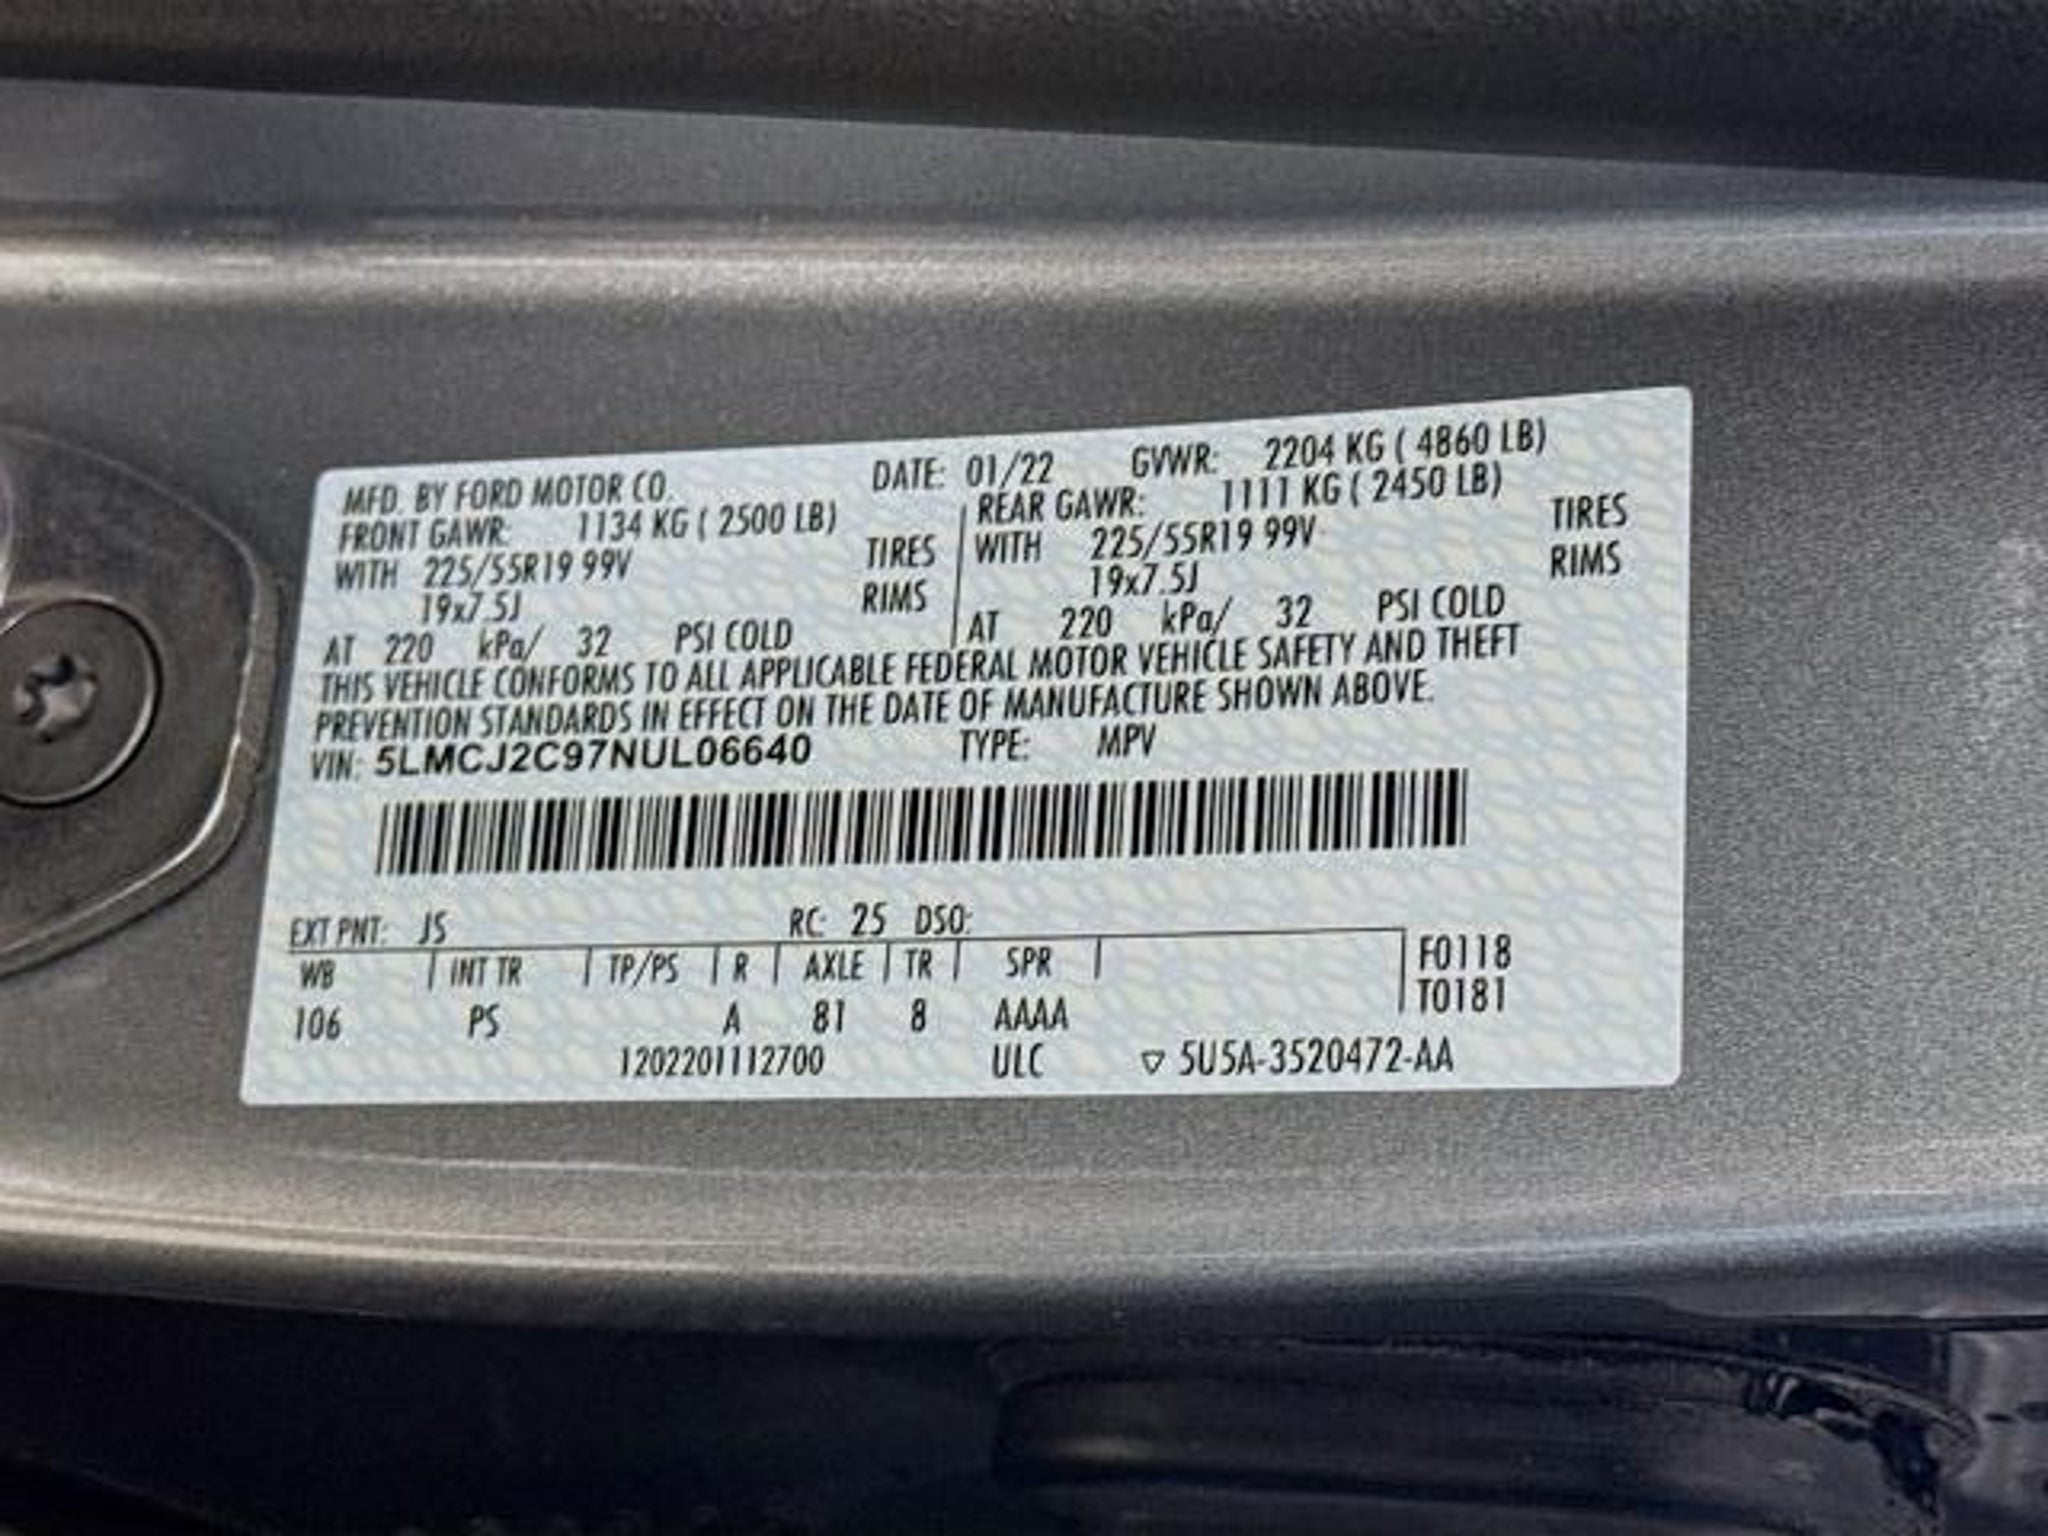 MFD. BY FORD MOTOR CO. DATE: 01/22 GVWR: 2204 KG ( 4860 LB)
FRONT GAWR: 1134 KG ( 2500 LB) REAR GAWR: 1111 KG ( 2450 LB)
WITH 225/55R19 99V TIRES WITH 225/55R19 99V TIRES
19x7.5J RIMS 19x7.5J RIMS
AT 220 kPa/ 32 PSI COLD AT 220 kPa/ 32 PSI COLD
THIS VEHICLE CONFORMS TO ALL APPLICABLE FEDERAL MOTOR VEHICLE SAFETY AND THEFT
PREVENTION STANDARDS IN EFFECT ON THE DATE OF MANUFACTURE SHOWN ABOVE.
VIN: 5LMCJ2C97NUL06640 TYPE: MPV
EXT PNT: JS RC: 25 DSO:
WB INT TR TP/PS R AXLE TR SPR F0118
T0181
106 PS A 81 8 AAAA
1202201112700 ULC ▽ 5U5A-3520472-AA